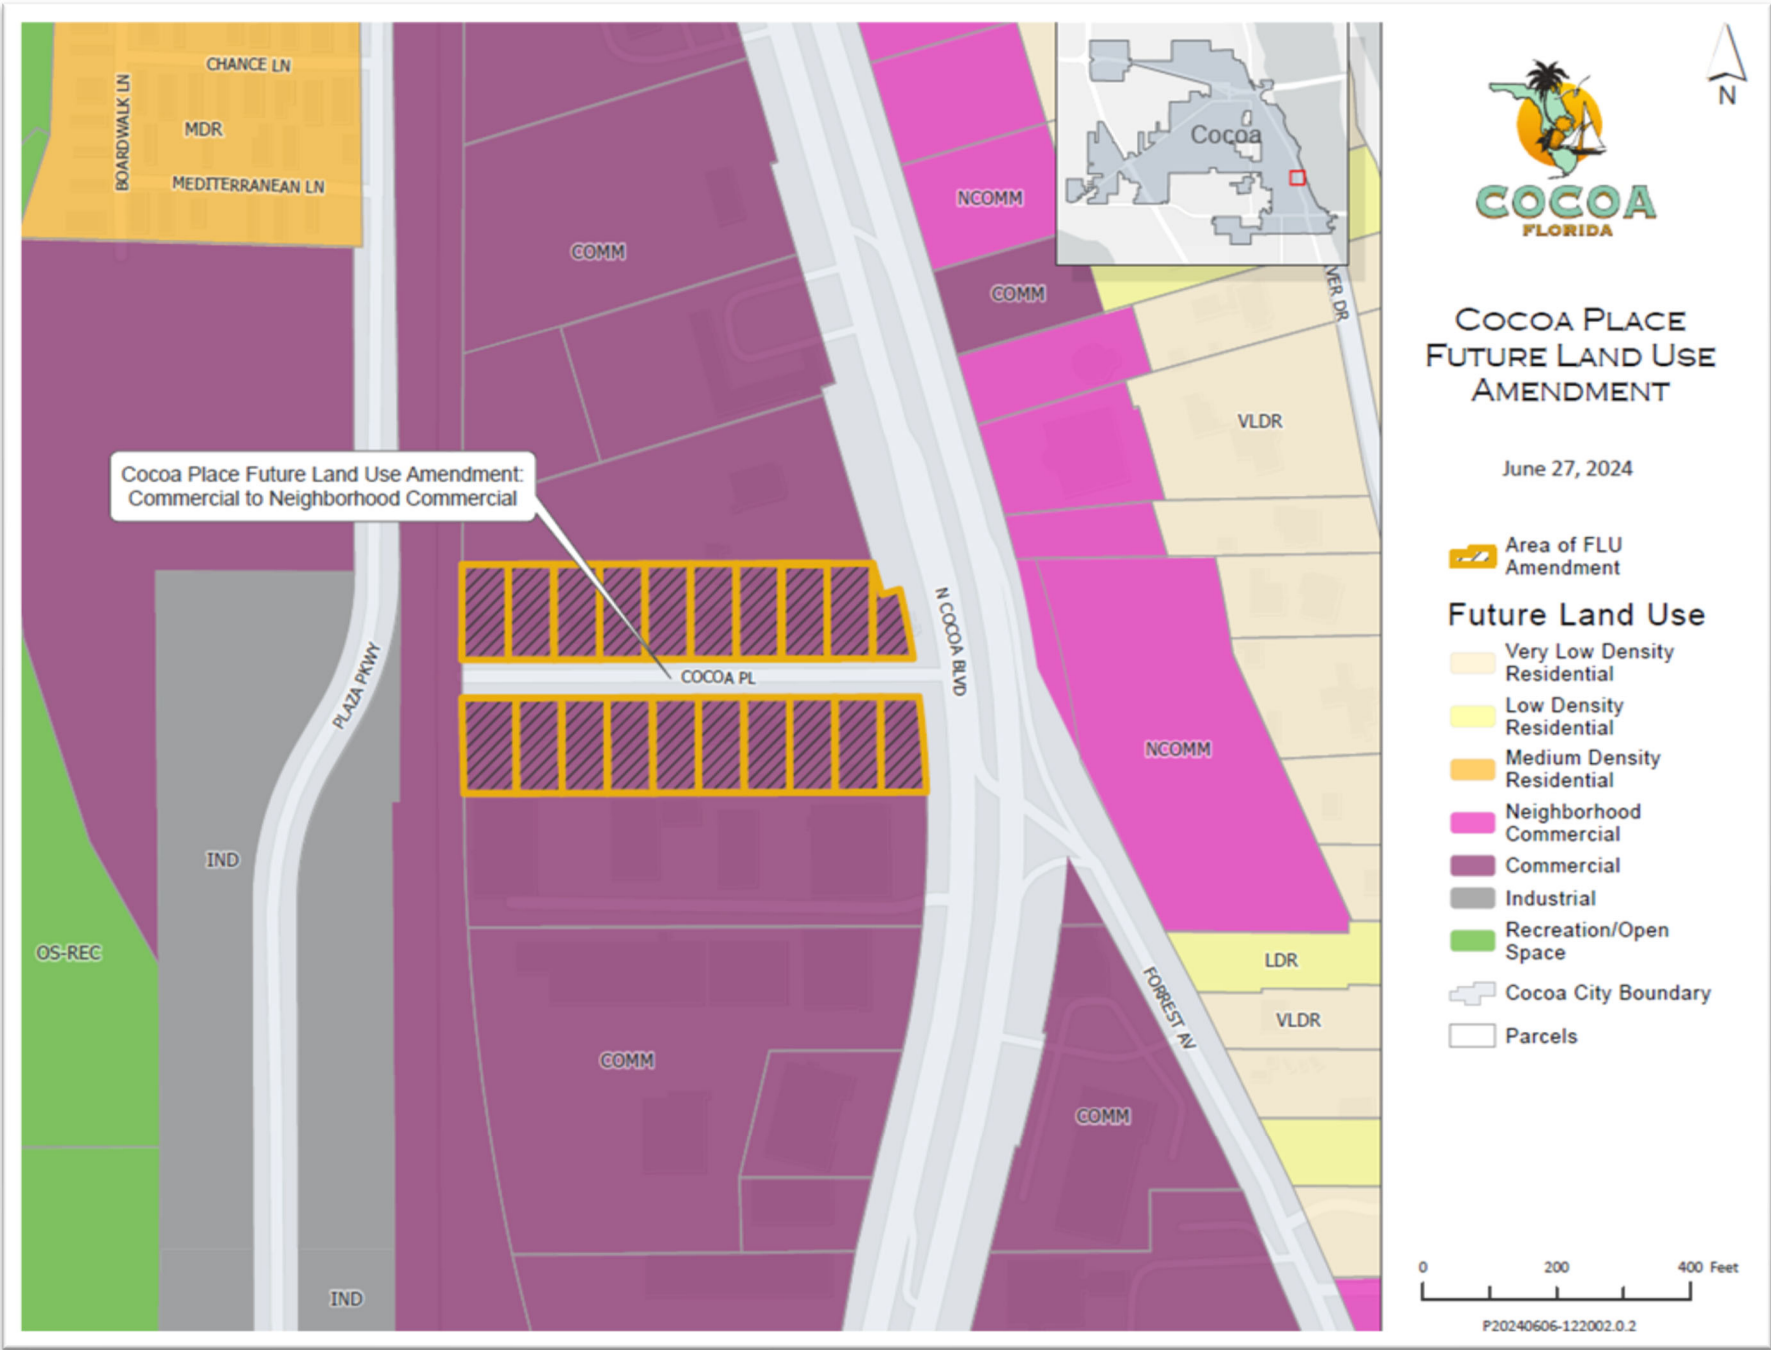 CHANCE LN
BOARDWALK LN
MDR
MEDITERRANEAN LN
COMM
NCOMM
COMM
Cocoa
VER DR
VLDR
Cocoa Place Future Land Use Amendment:
Commercial to Neighborhood Commercial
N COCOA BLVD
COCOA PL
PLAZA PKWY
NCOMM
IND
OS-REC
LDR
FORREST AV
VLDR
COMM
COMM
IND
N
COCOA
FLORIDA
COCOA PLACE
FUTURE LAND USE
AMENDMENT
June 27, 2024
Area of FLU
Amendment
Future Land Use
Very Low Density
Residential
Low Density
Residential
Medium Density
Residential
Neighborhood
Commercial
Commercial
Industrial
Recreation/Open
Space
Cocoa City Boundary
Parcels
0 200 400 Feet
P20240606-122002.0.2